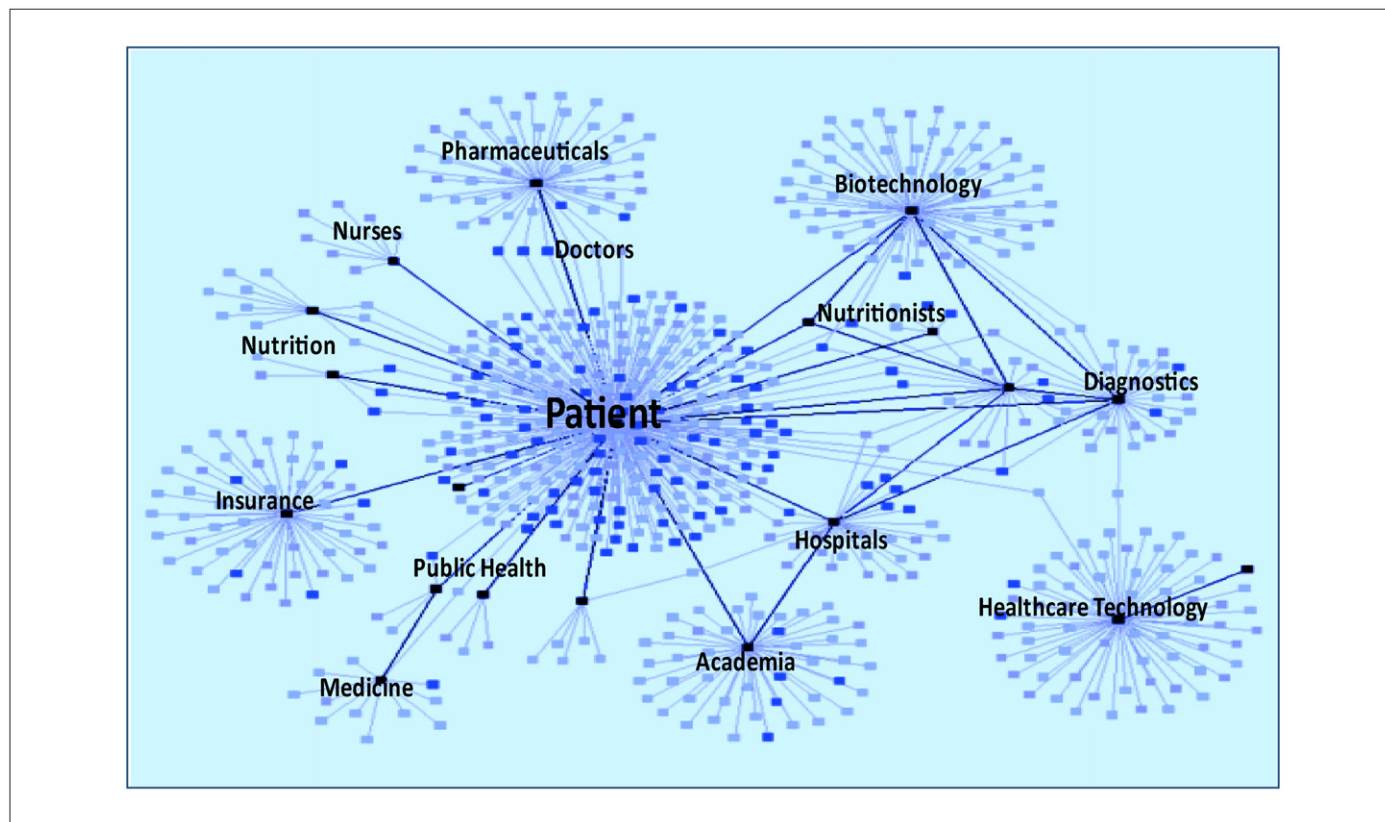 Pharmaceuticals
Biotechnology
Nurses
Doctors
Nutritionists
Nutrition
Diagnostics
Patient
Insurance
Hospitals
Public Health
Healthcare Technology
Academia
Medicine